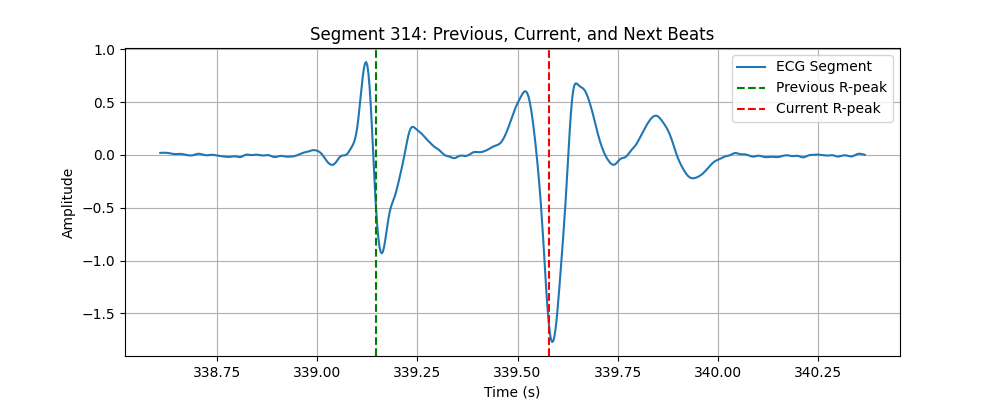 Segment 314: Previous, Current, and Next Beats
ECG Segment
Previous R-peak
Current R-peak
1.0
0.5
0.0
−0.5
−1.0
−1.5
Amplitude
338.75 339.00 339.25 339.50 339.75 340.00 340.25
Time (s)